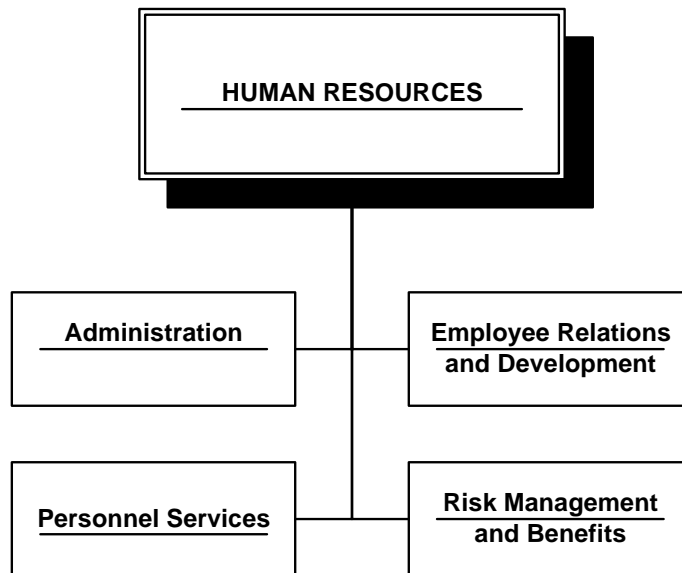 HUMAN RESOURCES
Administration
Employee Relations
and Development
Personnel Services
Risk Management
and Benefits